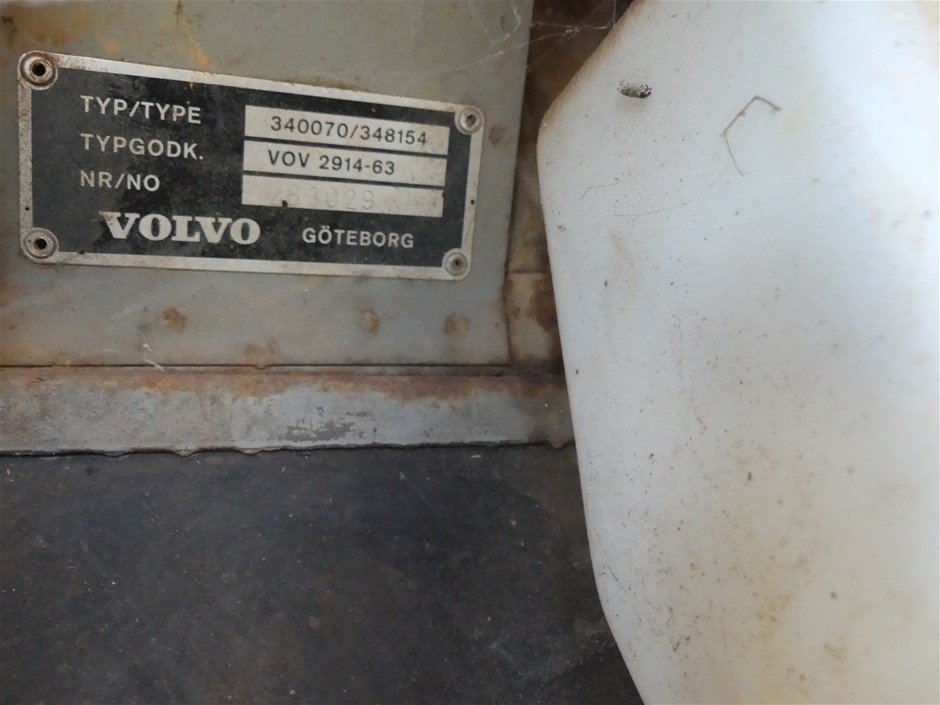 TYP/TYPE 340070/348154
TYPGODK. VOV 2914-63
NR/NO
VOLVO GÖTEBORG